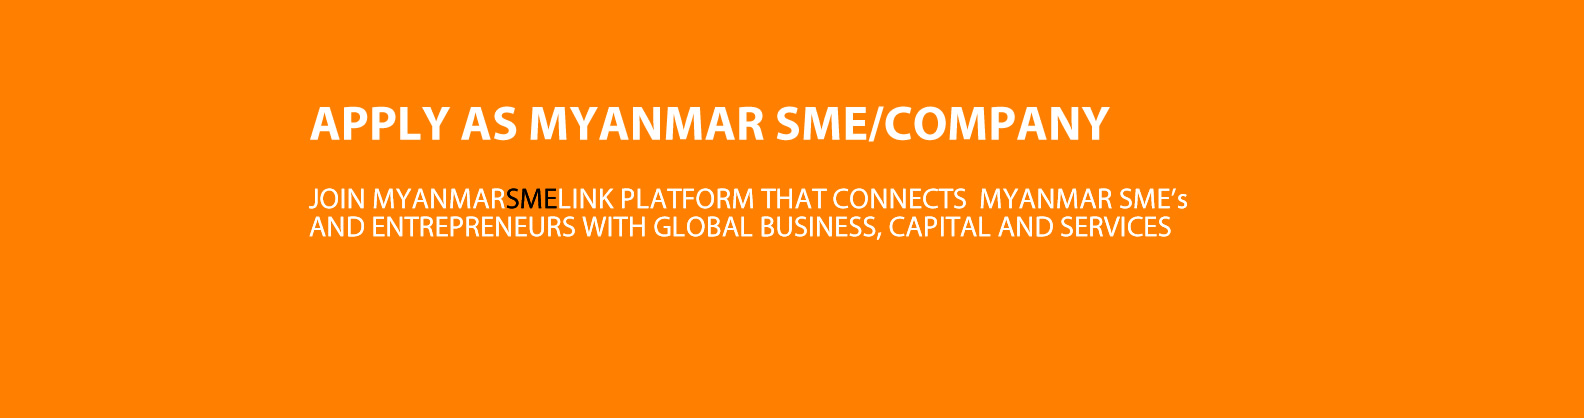 APPLY AS MYANMAR SME/COMPANY
JOIN MYANMARSMELINK PLATFORM THAT CONNECTS  MYANMAR SME’s
AND ENTREPRENEURS WITH GLOBAL BUSINESS, CAPITAL AND SERVICES